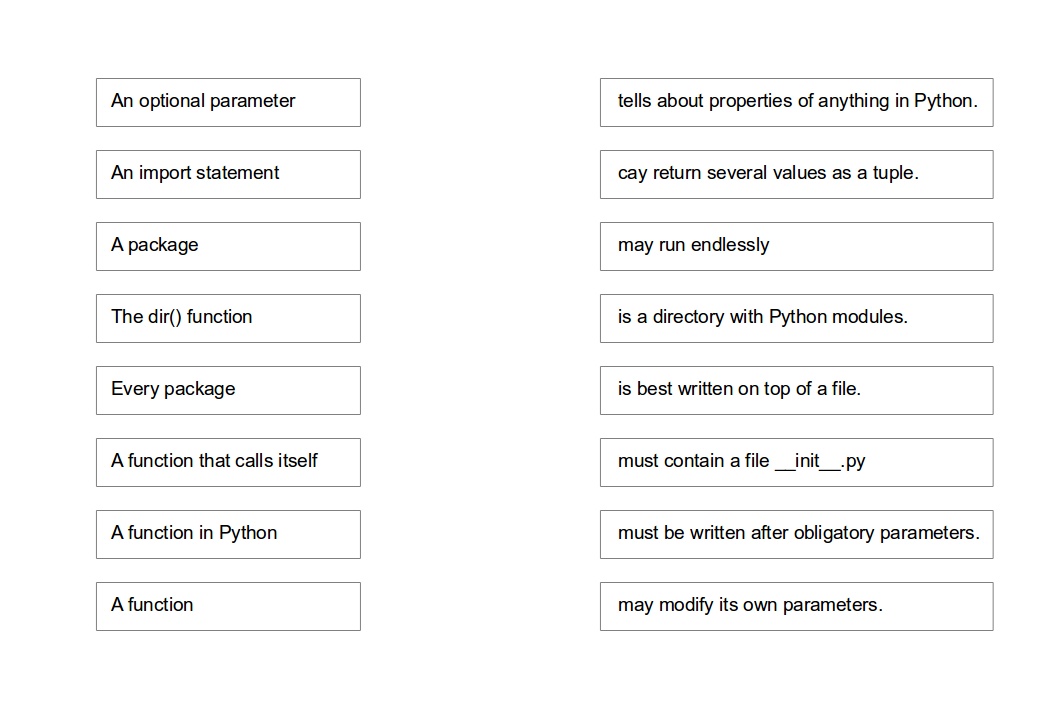 An optional parameter
tells about properties of anything in Python.
An import statement
cay return several values as a tuple.
A package
may run endlessly
The dir() function
is a directory with Python modules.
Every package
is best written on top of a file.
A function that calls itself
must contain a file __init__.py
A function in Python
must be written after obligatory parameters.
A function
may modify its own parameters.